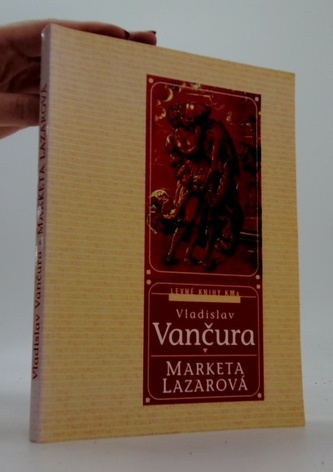 Vladislav Vančura - MARKETA LAZAROVÁ
LEVNÉ KNIHY KMa
Vladislav
Vančura
MARKETA
LAZAROVÁ